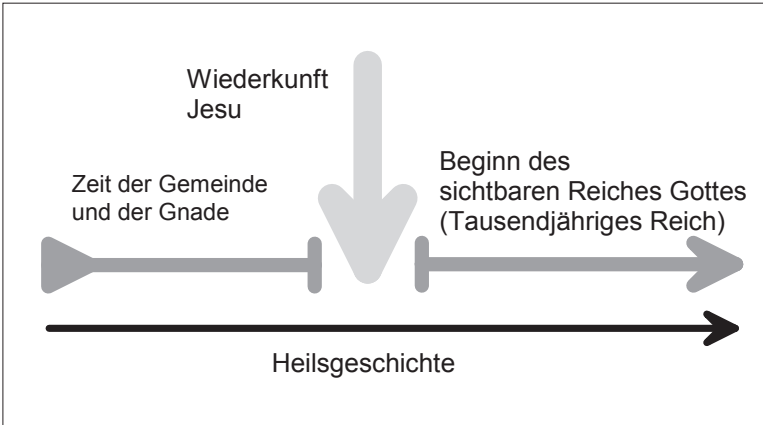 Wiederkunft
Jesu
Zeit der Gemeinde
und der Gnade
Beginn des
sichtbaren Reiches Gottes
(Tausendjähriges Reich)
Heilsgeschichte